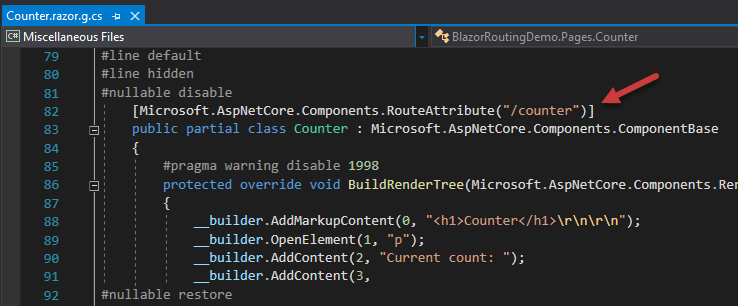 Counter.razor.g.cs
Miscellaneous Files
BlazorRoutingDemo.Pages.Counter
79 #line default
80 #line hidden
81 #nullable disable
82 [Microsoft.AspNetCore.Components.RouteAttribute("/counter")]
83 public partial class Counter : Microsoft.AspNetCore.Components.ComponentBase
84 {
85 #pragma warning disable 1998
86 protected override void BuildRenderTree(Microsoft.AspNetCore.Components.Ren
87 {
88 __builder.AddMarkupContent(0, "<h1>Counter</h1>\r\n\r\n");
89 __builder.OpenElement(1, "p");
90 __builder.AddContent(2, "Current count: ");
91 __builder.AddContent(3,
92 #nullable restore